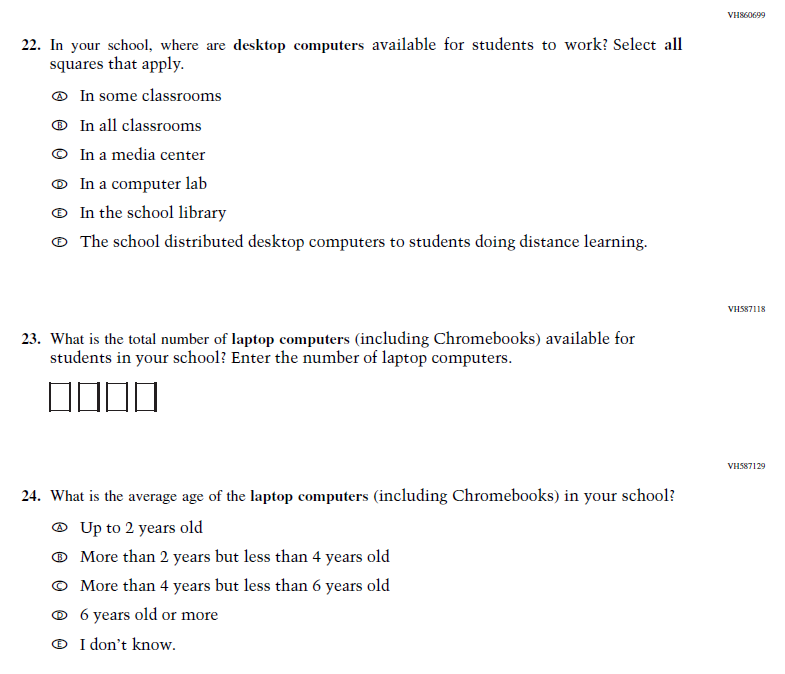 VH860699
22. In your school, where are desktop computers available for students to work? Select all
squares that apply.
A In some classrooms
B In all classrooms
C In a media center
D In a computer lab
E In the school library
F The school distributed desktop computers to students doing distance learning.
VH587118
23. What is the total number of laptop computers (including Chromebooks) available for
students in your school? Enter the number of laptop computers.
VH587129
24. What is the average age of the laptop computers (including Chromebooks) in your school?
A Up to 2 years old
B More than 2 years but less than 4 years old
C More than 4 years but less than 6 years old
D 6 years old or more
E I don't know.